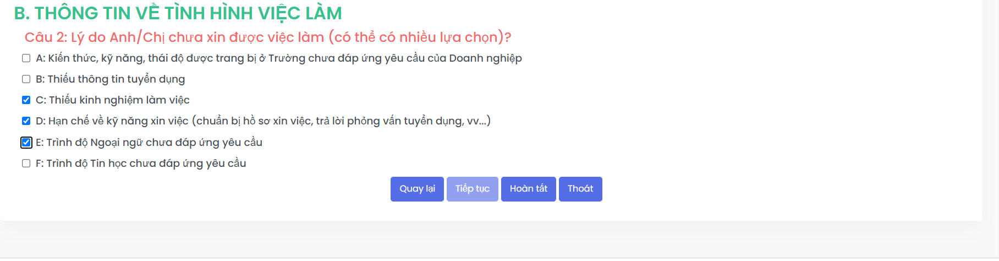 B. THÔNG TIN VỀ TÌNH HÌNH VIỆC LÀM
Câu 2: Lý do Anh/Chị chưa xin được việc làm (có thể có nhiều lựa chọn)?
A: Kiến thức, kỹ năng, thái độ được trang bị ở Trường chưa đáp ứng yêu cầu của Doanh nghiệp
B: Thiếu thông tin tuyển dụng
C: Thiếu kinh nghiệm làm việc
D: Hạn chế về kỹ năng xin việc (chuẩn bị hồ sơ xin việc, trả lời phỏng vấn tuyển dụng, vv...)
E: Trình độ Ngoại ngữ chưa đáp ứng yêu cầu
F: Trình độ Tin học chưa đáp ứng yêu cầu
Quay lại Tiếp tục Hoàn tất Thoát